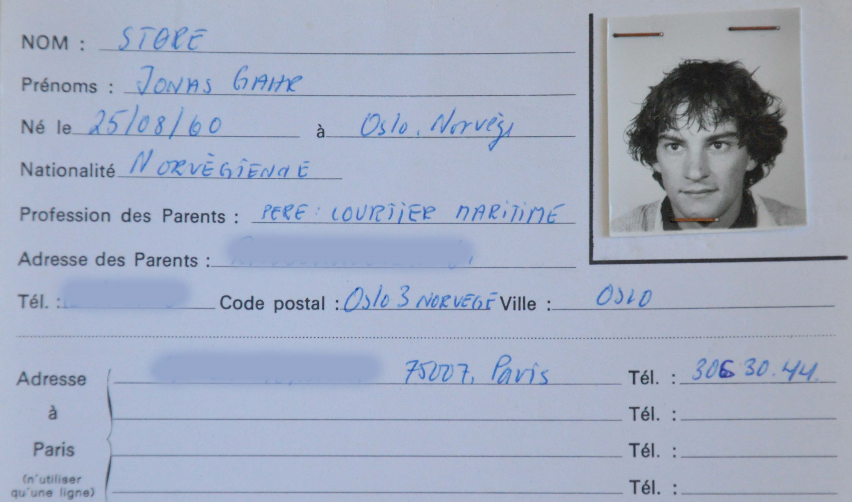 NOM : STØRE
Prénoms : JONAS GAHR
Né le 25/08/60 à Oslo, Norvège
Nationalité NORVÈGIENNE
Profession des Parents : PERE : COURTIER MARITIME
Adresse des Parents :
Tél. : Code postal : Oslo 3 NORVEGE Ville : OSLO
Adresse 75007, Paris Tél. : 306 30.44.
à Tél. :
Paris Tél. :
(n'utiliser
qu'une ligne) Tél. :